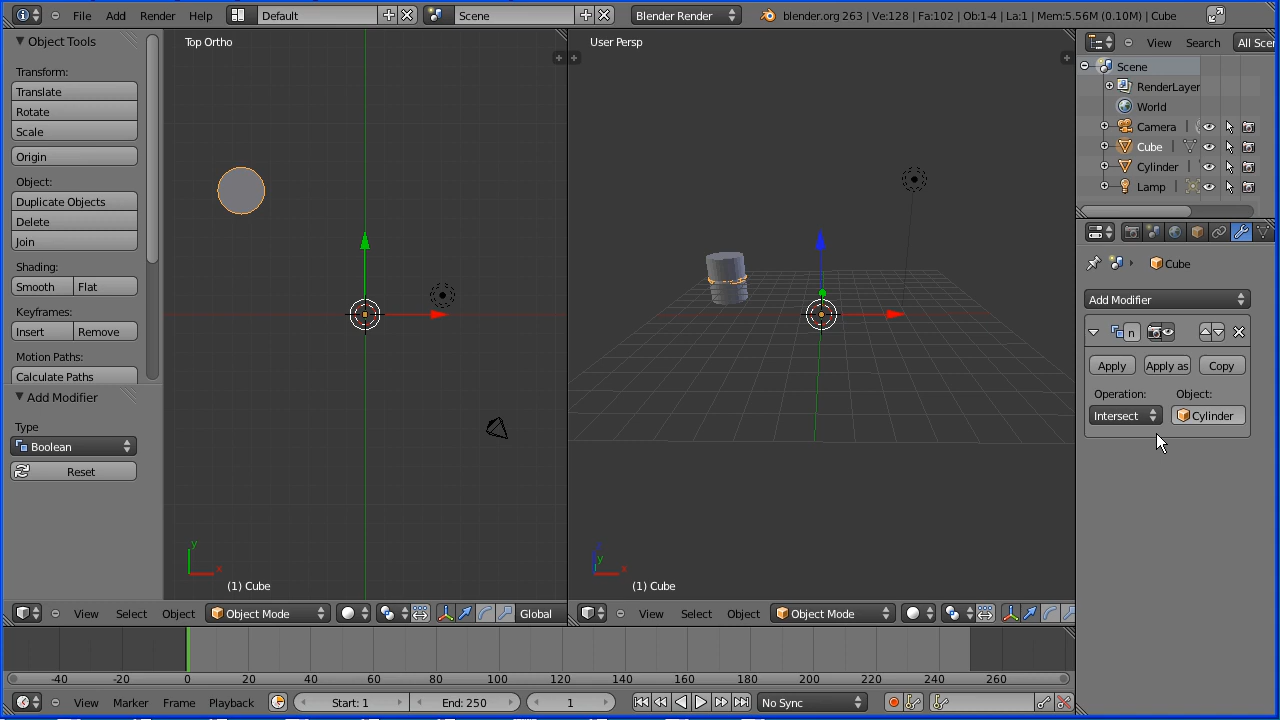 File Add Render Help Default Scene Blender Render blender.org 263 | Ve:128 | Fa:102 | Ob:1-4 | La:1 | Mem:5.56M (0.10M) | Cube
Object Tools
Transform:
Translate
Rotate
Scale
Origin
Object:
Duplicate Objects
Delete
Join
Shading:
Smooth Flat
Keyframes:
Insert Remove
Motion Paths:
Calculate Paths
Add Modifier
Type
Boolean
Reset
Top Ortho
y
x
(1) Cube
View Select Object Object Mode Global
User Persp
y
x
(1) Cube
View Select Object Object Mode
View Search All Scen
Scene
RenderLayer
World
Camera
Cube
Cylinder
Lamp
Cube
Add Modifier
n
Apply Apply as Copy
Operation: Object:
Intersect Cylinder
-40 -20 0 20 40 60 80 100 120 140 160 180 200 220 240 260
View Marker Frame Playback Start: 1 End: 250 1 No Sync